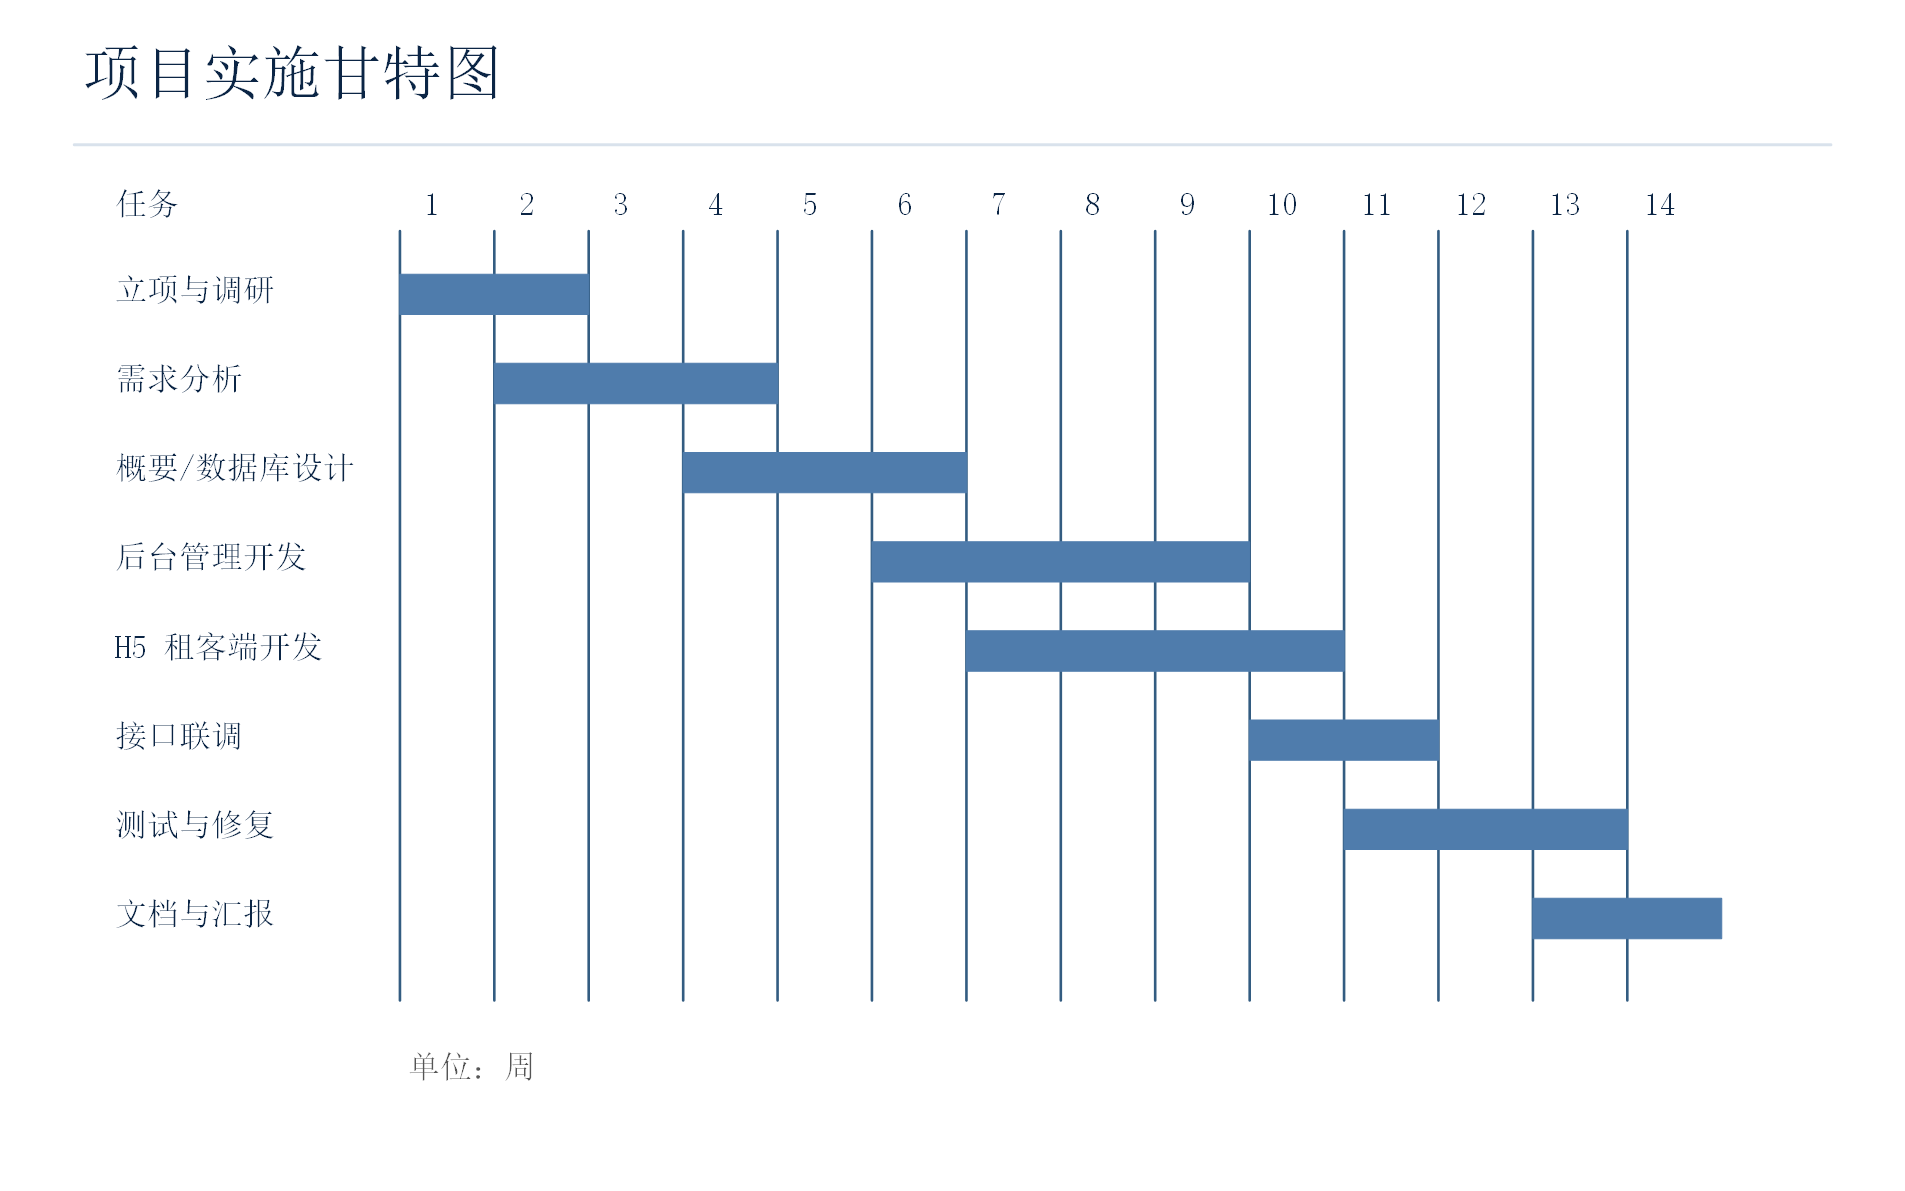 项目实施甘特图
任务 1 2 3 4 5 6 7 8 9 10 11 12 13 14
立项与调研
需求分析
概要/数据库设计
后台管理开发
H5 租客端开发
接口联调
测试与修复
文档与汇报
单位：周